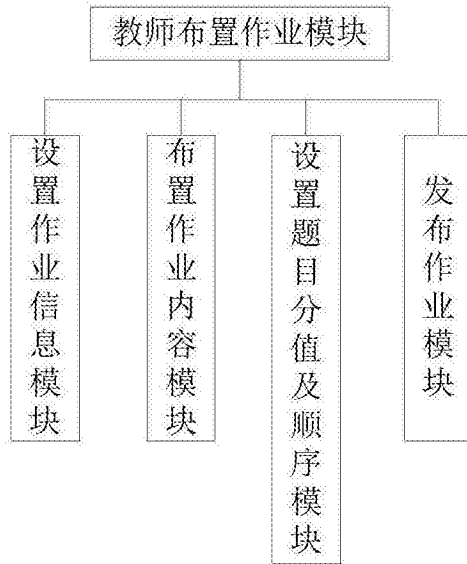 教师布置作业模块
设置作业信息模块
布置作业内容模块
设置题目分值及顺序模块
发布作业模块